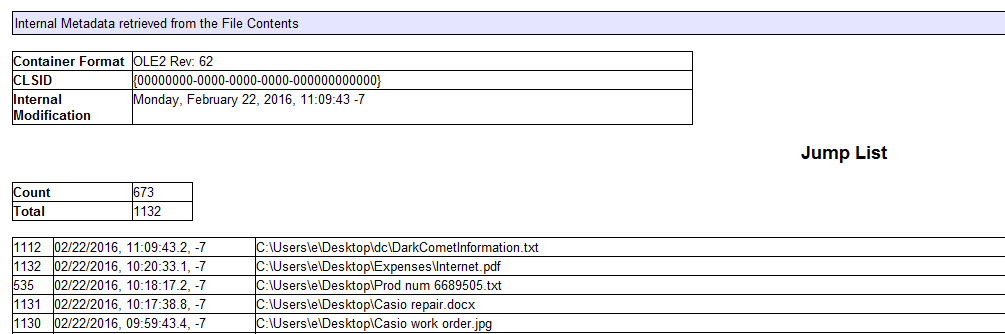 Internal Metadata retrieved from the File Contents
Container Format OLE2 Rev: 62
CLSID {00000000-0000-0000-0000-000000000000}
Internal Modification Monday, February 22, 2016, 11:09:43 -7
Jump List
Count 673
Total 1132
1112 02/22/2016, 11:09:43.2, -7 C:\Users\e\Desktop\dc\DarkCometInformation.txt
1132 02/22/2016, 10:20:33.1, -7 C:\Users\e\Desktop\Expenses\Internet.pdf
535 02/22/2016, 10:18:17.2, -7 C:\Users\e\Desktop\Prod num 6689505.txt
1131 02/22/2016, 10:17:38.8, -7 C:\Users\e\Desktop\Casio repair.docx
1130 02/22/2016, 09:59:43.4, -7 C:\Users\e\Desktop\Casio work order.jpg